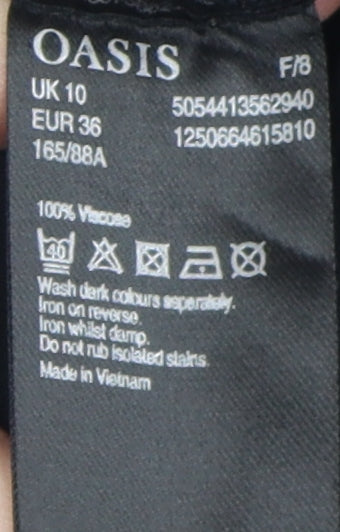 OASIS
F/8
UK 10
5054413562940
EUR 36
1250664615810
165/88A
100% Viscose
40
Wash dark colours seperately.
Iron on reverse.
Iron whilst damp.
Do not rub isolated stains.
Made in Vietnam